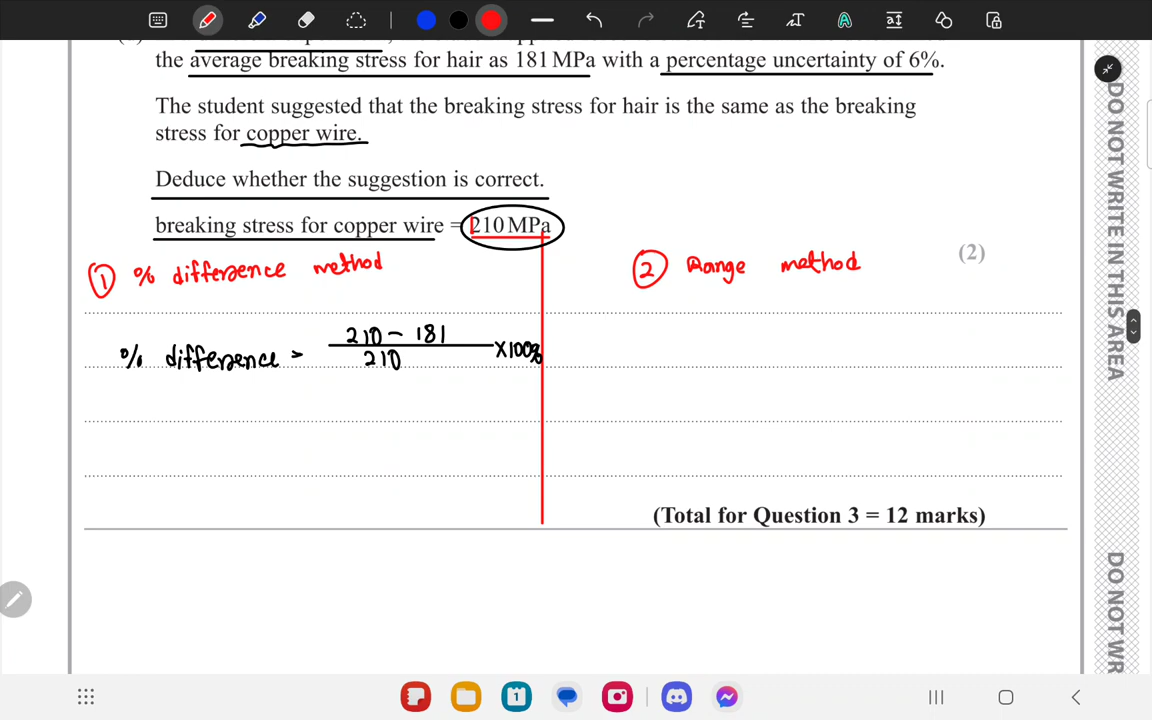 the average breaking stress for hair as 181 MPa with a percentage uncertainty of 6%.
The student suggested that the breaking stress for hair is the same as the breaking
stress for copper wire.
Deduce whether the suggestion is correct.
breaking stress for copper wire = 210 MPa
(2)
① % difference method
② Range method
% difference = 210 - 181 / 210 × 100%
(Total for Question 3 = 12 marks)
DO NOT WRITE IN THIS AREA
DO NOT WR